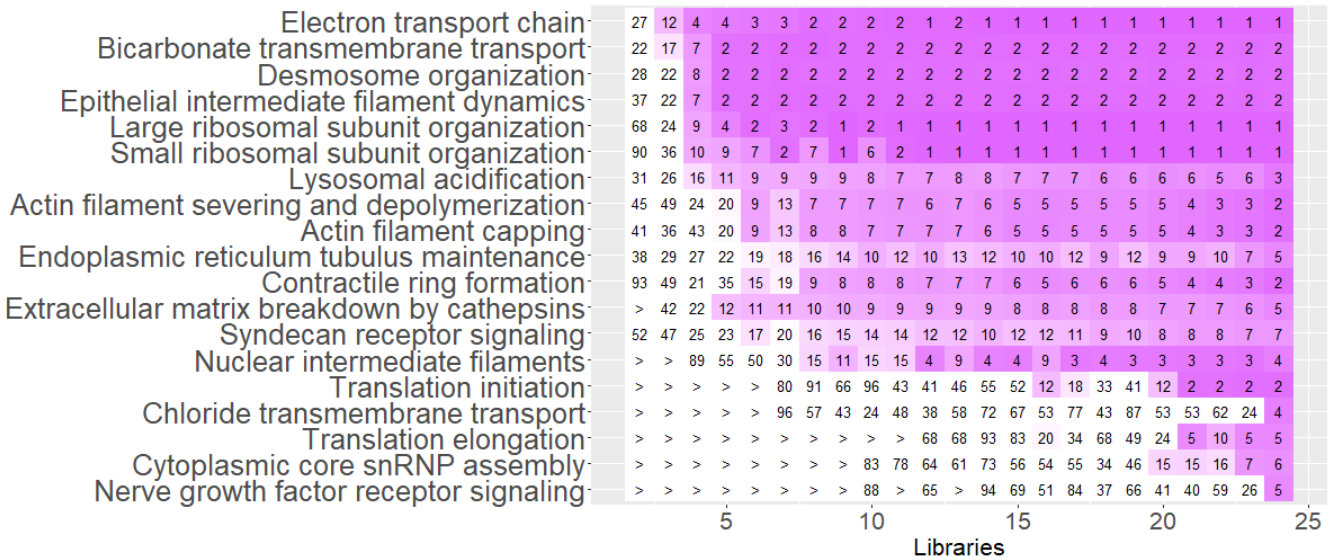 Electron transport chain 27 12 4 4 3 3 2 2 2 2 1 2 1 1 1 1 1 1 1 1 1 1 1
Bicarbonate transmembrane transport 22 17 7 2 2 2 2 2 2 2 2 2 2 2 2 2 2 2 2 2 2 2 2
Desmosome organization 28 22 8 2 2 2 2 2 2 2 2 2 2 2 2 2 2 2 2 2 2 2 2
Epithelial intermediate filament dynamics 37 22 7 2 2 2 2 2 2 2 2 2 2 2 2 2 2 2 2 2 2 2 2
Large ribosomal subunit organization 68 24 9 4 2 3 2 1 2 1 1 1 1 1 1 1 1 1 1 1 1 1 1
Small ribosomal subunit organization 90 36 10 9 7 2 7 1 6 2 1 1 1 1 1 1 1 1 1 1 1 1 1
Lysosomal acidification 31 26 16 11 9 9 9 9 8 7 7 8 8 7 7 7 6 6 6 6 5 6 3
Actin filament severing and depolymerization 45 49 24 20 9 13 7 7 7 7 6 7 6 5 5 5 5 5 5 4 3 3 2
Actin filament capping 41 36 43 20 9 13 8 8 7 7 7 7 6 5 5 5 5 5 5 4 3 3 2
Endoplasmic reticulum tubulus maintenance 38 29 27 22 19 18 16 14 10 12 10 13 12 10 10 12 9 12 9 9 10 7 5
Contractile ring formation 93 49 21 35 15 19 9 8 8 8 7 7 7 6 5 6 6 6 5 4 4 3 2
Extracellular matrix breakdown by cathepsins > 42 22 12 11 11 10 10 9 9 9 9 9 8 8 8 8 8 7 7 7 6 5
Syndecan receptor signaling 52 47 25 23 17 20 16 15 14 14 12 12 10 12 12 11 9 10 8 8 8 7 7
Nuclear intermediate filaments > > 89 55 50 30 15 11 15 15 4 9 4 4 9 3 4 3 3 3 3 3 4
Translation initiation > > > > > 80 91 66 96 43 41 46 55 52 12 18 33 41 12 2 2 2 2
Chloride transmembrane transport > > > > > 96 57 43 24 48 38 58 72 67 53 77 43 87 53 53 62 24 4
Translation elongation > > > > > > > > > > 68 68 93 83 20 34 68 49 24 5 10 5 5
Cytoplasmic core snRNP assembly > > > > > > > > 83 78 64 61 73 56 54 55 34 46 15 15 16 7 6
Nerve growth factor receptor signaling > > > > > > > > 88 > 65 > 94 69 51 84 37 66 41 40 59 26 5
5 10 15 20 25
Libraries